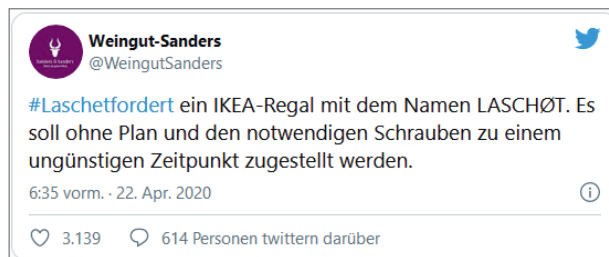 Weingut-Sanders
@WeingutSanders
#Laschetfordert ein IKEA-Regal mit dem Namen LASCHØT. Es
soll ohne Plan und den notwendigen Schrauben zu einem
ungünstigen Zeitpunkt zugestellt werden.
6:35 vorm. · 22. Apr. 2020
3.139
614 Personen twittern darüber